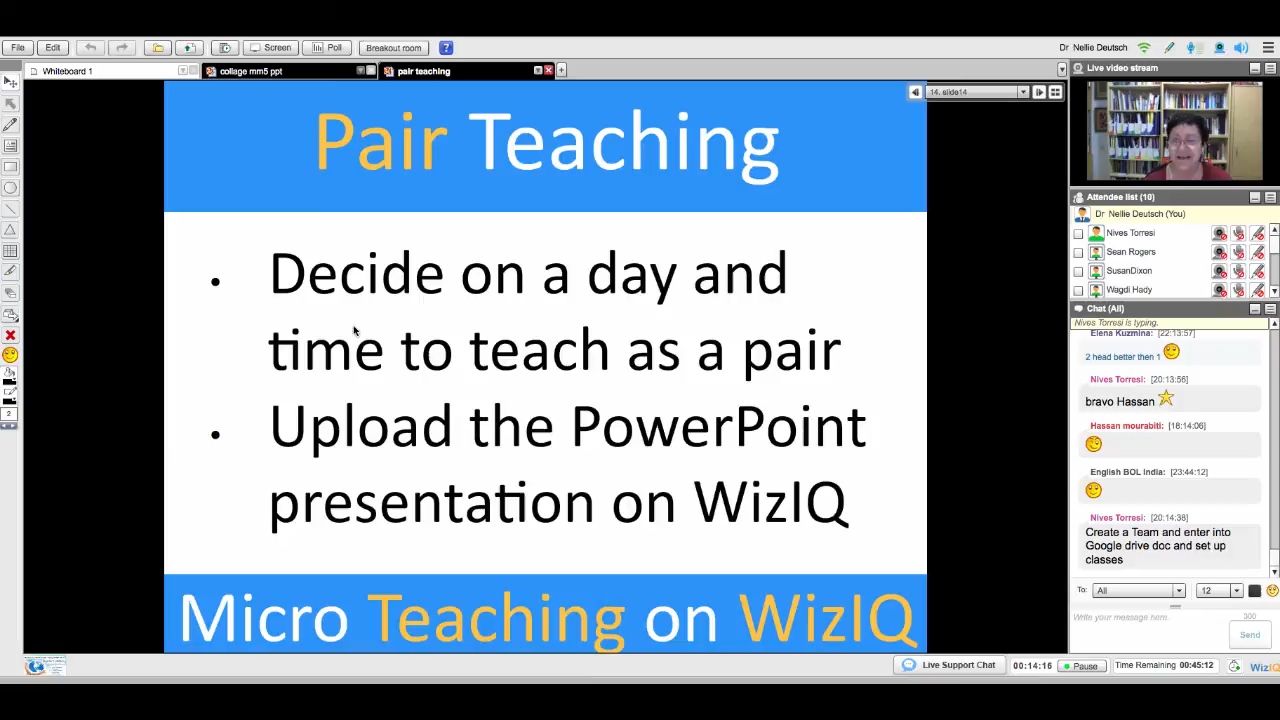 File Edit Screen Poll Breakout room ? Dr Nellie Deutsch
Whiteboard 1 collage mm5 ppt pair teaching
14. slide14
Pair Teaching
• Decide on a day and
time to teach as a pair
• Upload the PowerPoint
presentation on WizIQ
Micro Teaching on WizIQ
2
Live video stream
Attendee list (10)
Dr Nellie Deutsch (You)
Nives Torresi
Sean Rogers
SusanDixon
Wagdi Hady
Chat (All)
Nives Torresi is typing.
Elena Kuzmina: [22:13:57]
2 head better then 1
Nives Torresi: [20:13:56]
bravo Hassan
Hassan mourabiti: [18:14:06]
English BOL India: [23:44:12]
Nives Torresi: [20:14:38]
Create a Team and enter into
Google drive doc and set up
classes
To: All 12
Write your message here.
300
Send
Live Support Chat 00:14:16 Pause Time Remaining 00:45:12 WizIQ